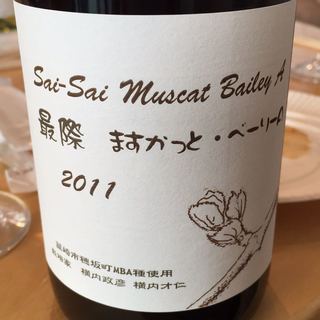 Sai-Sai Muscat Bailey A
最際 ますかっと・べーりーA
2011
韮崎市穂坂町MBA種使用
栽培家 横内政彦 横内才仁